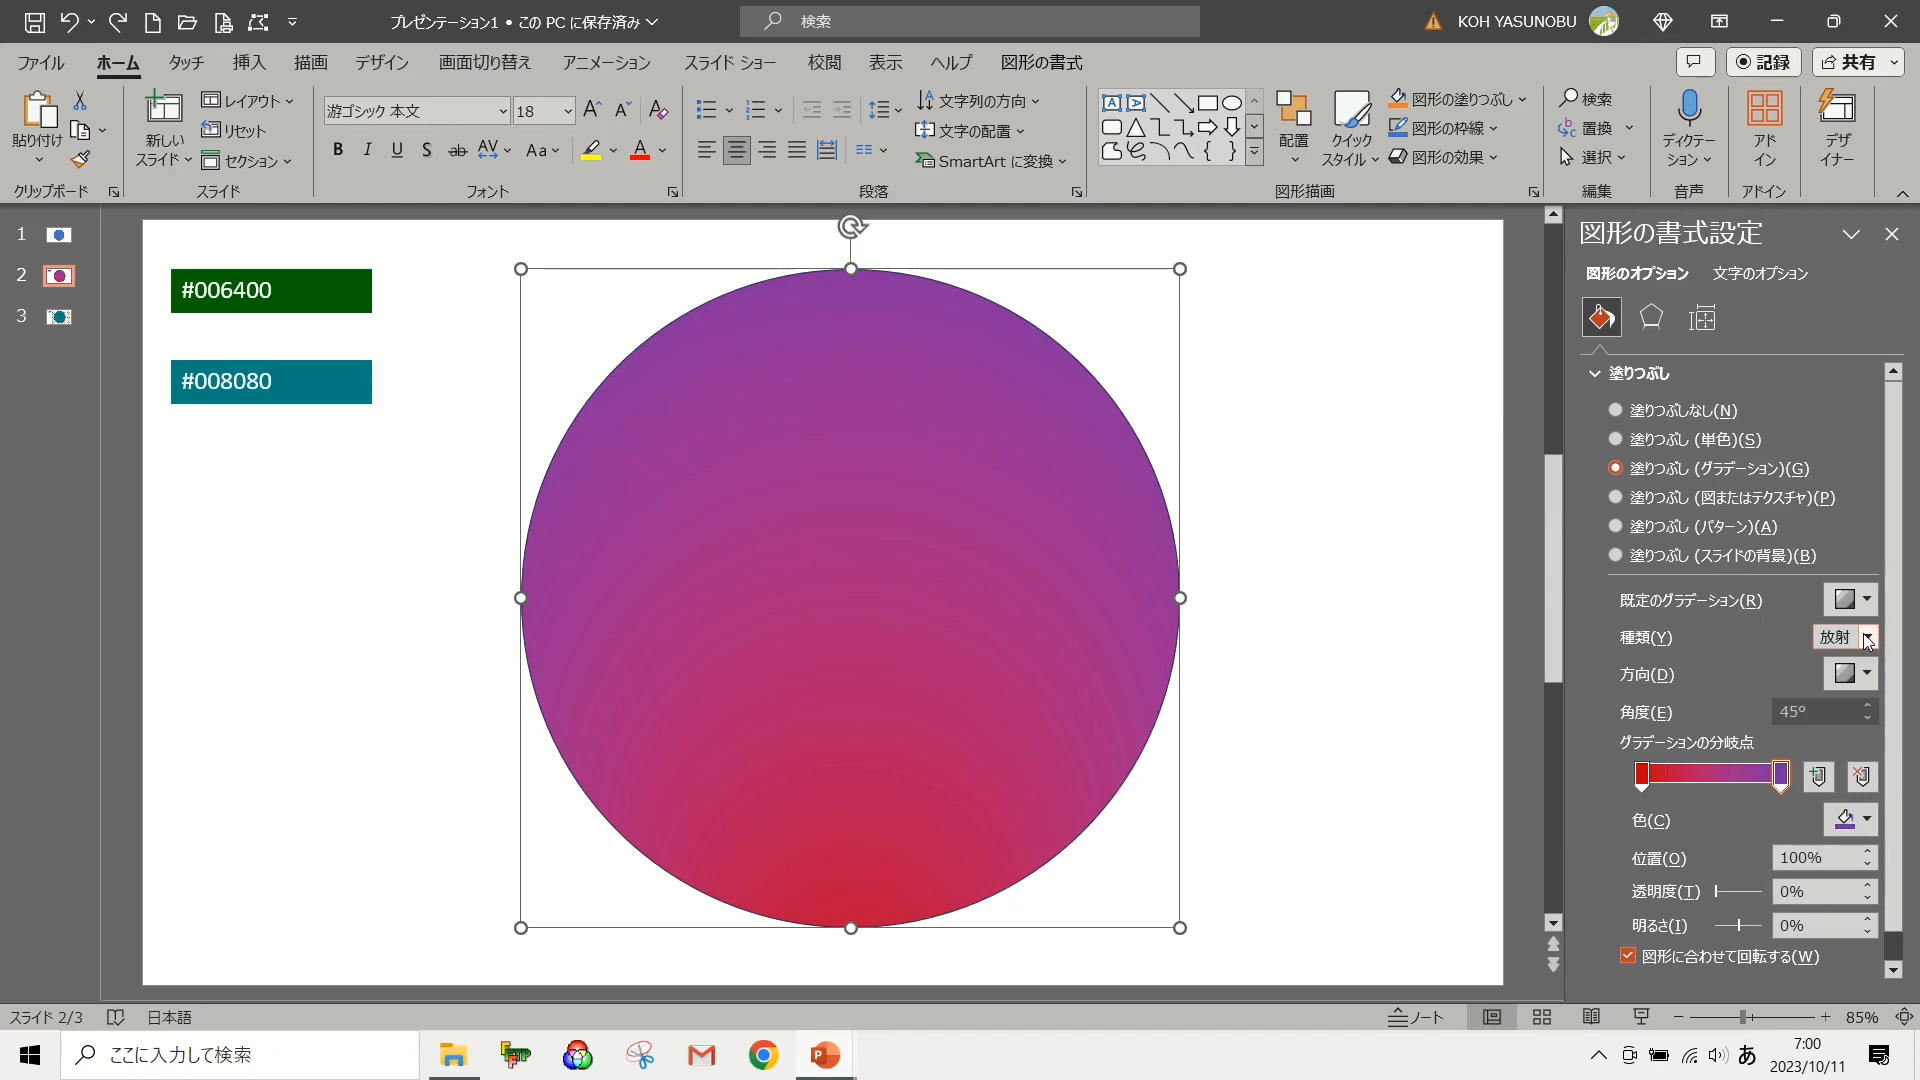 プレゼンテーション1 • この PC に保存済み
検索
KOH YASUNOBU
ファイル ホーム タッチ 挿入 描画 デザイン 画面切り替え アニメーション スライド ショー 校閲 表示 ヘルプ 図形の書式
記録
共有
貼り付け
クリップボード
新しい
スライド
レイアウト
リセット
セクション
スライド
游ゴシック 本文
18
B I U S ab AV Aa A
フォント
文字列の方向
文字の配置
SmartArt に変換
段落
配置
クイック
スタイル
図形の塗りつぶし
図形の枠線
図形の効果
図形描画
検索
置換
選択
編集
ディクテー
ション
音声
アド
イン
アドイン
デザ
イナー
1
2
3
#006400
#008080
図形の書式設定
図形のオプション 文字のオプション
塗りつぶし
塗りつぶしなし(N)
塗りつぶし (単色)(S)
塗りつぶし (グラデーション)(G)
塗りつぶし (図またはテクスチャ)(P)
塗りつぶし (パターン)(A)
塗りつぶし (スライドの背景)(B)
既定のグラデーション(R)
種類(Y) 放射
方向(D)
角度(E) 45°
グラデーションの分岐点
色(C)
位置(O) 100%
透明度(T) 0%
明るさ(I) 0%
図形に合わせて回転する(W)
スライド 2/3 日本語
ノート
85%
ここに入力して検索
あ
7:00
2023/10/11